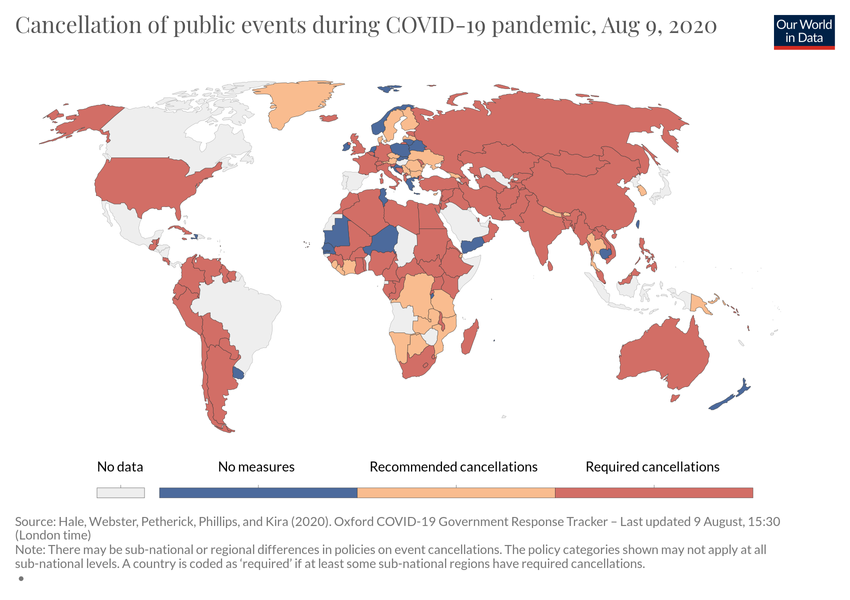 Cancellation of public events during COVID-19 pandemic, Aug 9, 2020
Our World
in Data
No data
No measures
Recommended cancellations
Required cancellations
Source: Hale, Webster, Petherick, Phillips, and Kira (2020). Oxford COVID-19 Government Response Tracker – Last updated 9 August, 15:30
(London time)
Note: There may be sub-national or regional differences in policies on event cancellations. The policy categories shown may not apply at all
sub-national levels. A country is coded as ‘required’ if at least some sub-national regions have required cancellations.